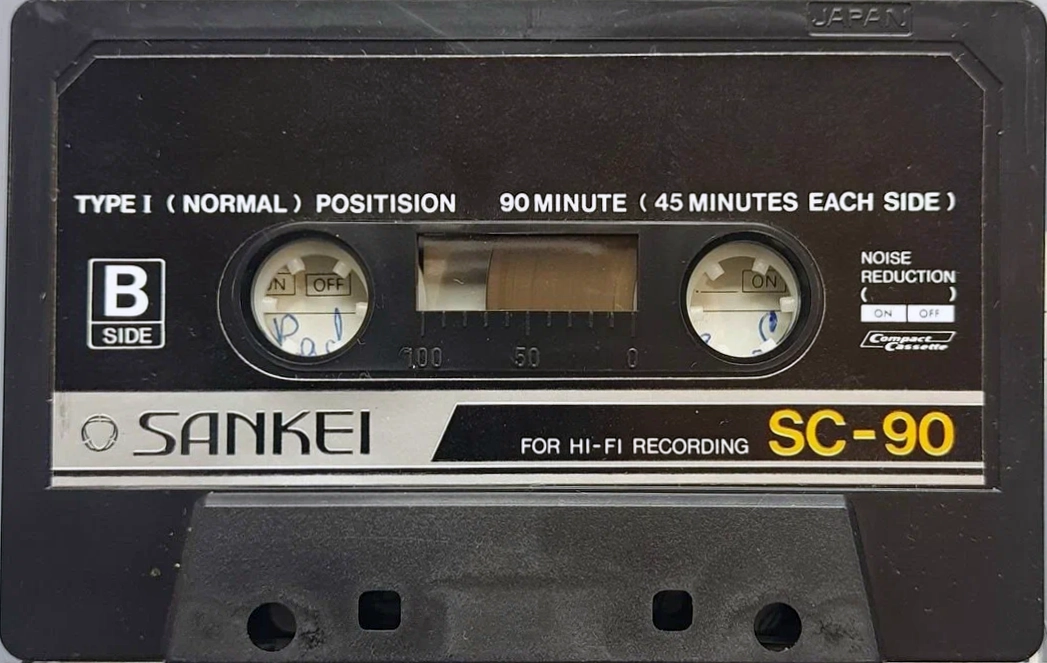 JAPAN
TYPE I ( NORMAL ) POSITISION 90 MINUTE ( 45 MINUTES EACH SIDE )
B
SIDE
OFF
ON
100 50 0
NOISE
REDUCTION
( )
ON OFF
Compact
Cassette
SANKEI
FOR HI-FI RECORDING SC-90